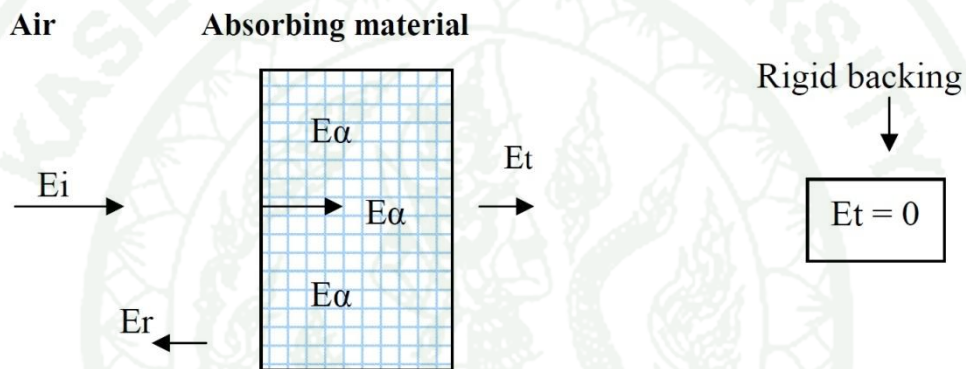 Air
Absorbing material
Rigid backing
Eα
Et
Ei
Eα
Et = 0
Eα
Er